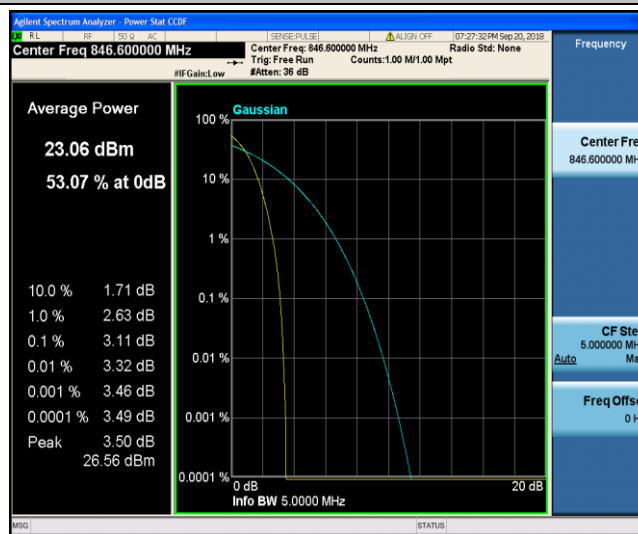 Agilent Spectrum Analyzer - Power Stat CCDF
RL RF 50 Ω AC SENSE:PULSE ALIGN OFF 07:27:32 PM Sep 20, 2018
Center Freq 846.600000 MHz
Center Freq: 846.600000 MHz Radio Std: None
Trig: Free Run Counts:1.00 M/1.00 Mpt
#IFGain:Low #Atten: 36 dB
Frequency
Average Power
23.06 dBm
53.07 % at 0dB
10.0 % 1.71 dB
1.0 % 2.63 dB
0.1 % 3.11 dB
0.01 % 3.32 dB
0.001 % 3.46 dB
0.0001 % 3.49 dB
Peak 3.50 dB
26.56 dBm
Gaussian
100 %
10 %
1 %
0.1 %
0.01 %
0.001 %
0.0001 %
0 dB 20 dB
Info BW 5.0000 MHz
Center Fre
846.600000 MH
CF Ste
5.000000 MH
Auto Ma
Freq Offs
0 H
MSG STATUS